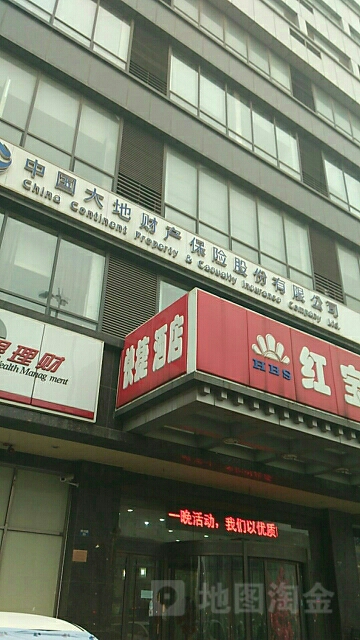 中国大地财产保险股份有限公司
China Continent Property & Casualty Insurance Company Ltd.
理财
ealth Managment
快捷酒店
HBS
红宝
一晚活动，我们以优质
地图淘金